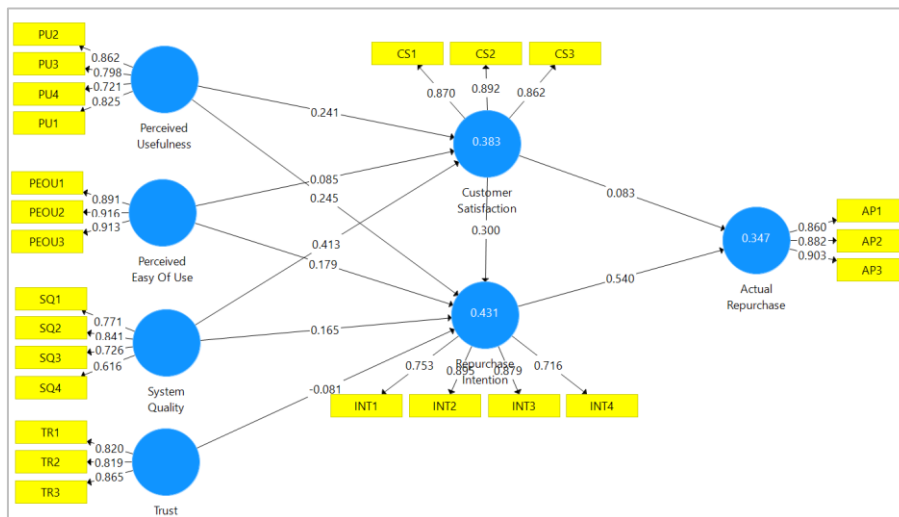 PU2
PU3
PU4
PU1
0.862
0.798
0.721
0.825
Perceived
Usefulness
PEOU1
PEOU2
PEOU3
0.891
0.916
0.913
Perceived
Easy Of Use
SQ1
SQ2
SQ3
SQ4
0.771
0.841
0.726
0.616
System
Quality
TR1
TR2
TR3
0.820
0.819
0.865
Trust
0.241
0.085
0.245
0.413
0.179
0.165
-0.081
CS1
CS2
CS3
0.870
0.892
0.862
0.383
Customer
Satisfaction
0.300
0.431
Repurchase
Intention
0.753
0.895
0.879
0.716
INT1
INT2
INT3
INT4
0.083
0.540
0.347
Actual
Repurchase
0.860
0.882
0.903
AP1
AP2
AP3